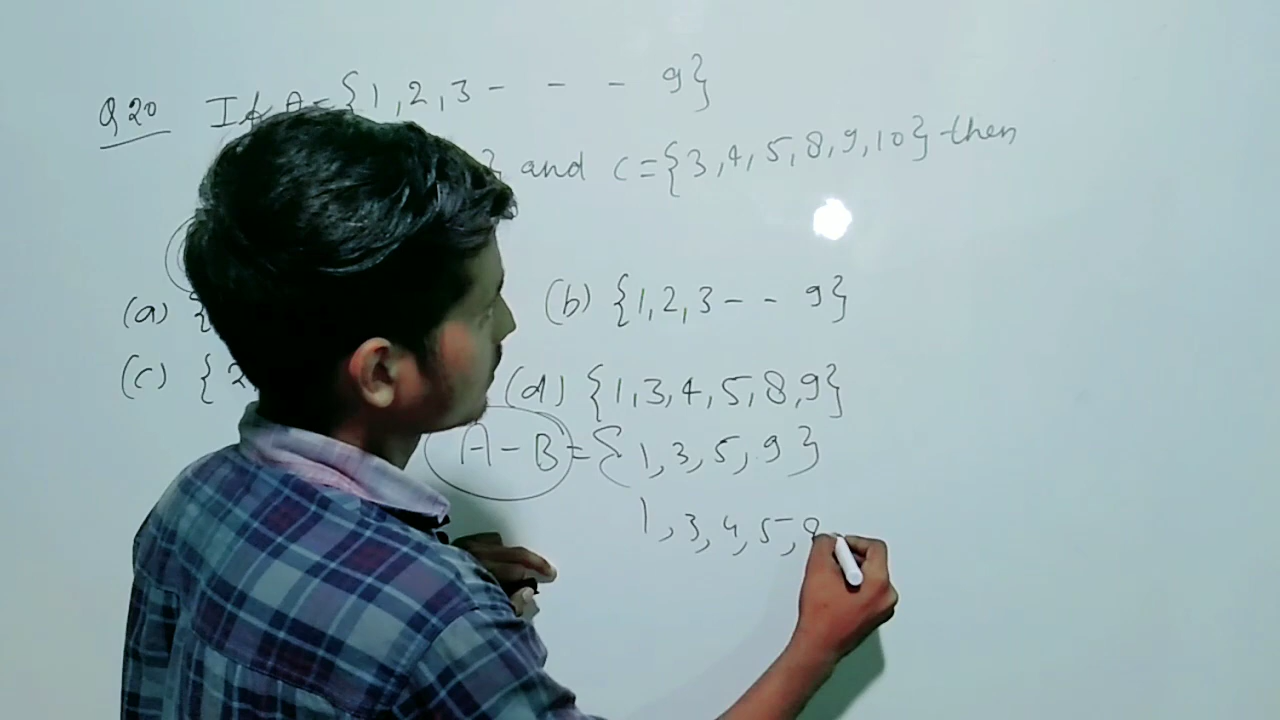 Q20 If A={1,2,3 - - - 9}
} and C={3,4,5,8,9,10} then
(a) {
(b) {1,2,3 - - 9}
(c) {2,
(d) {1,3,4,5,8,9}
A-B={1,3,5,9}
1,3,4,5,8